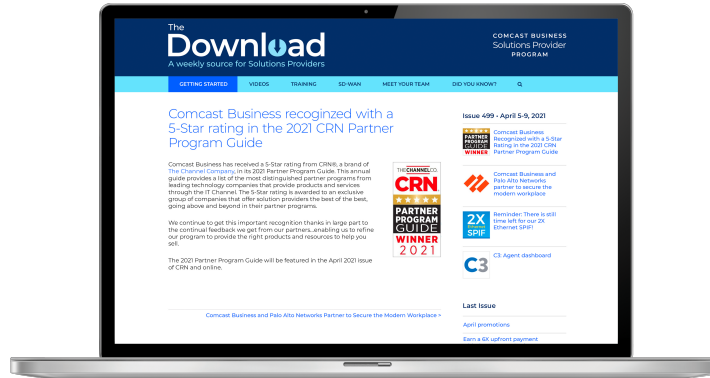 The
Download
A weekly source for Solutions Providers
COMCAST BUSINESS
Solutions Provider
PROGRAM
GETTING STARTED
VIDEOS
TRAINING
SD-WAN
MEET YOUR TEAM
DID YOU KNOW?
Comcast Business recoginzed with a
5-Star rating in the 2021 CRN Partner
Program Guide
Comcast Business has received a 5-Star rating from CRN®, a brand of
The Channel Company, in its 2021 Partner Program Guide. This annual
guide provides a list of the most distinguished partner programs from
leading technology companies that provide products and services
through the IT Channel. The 5-Star rating is awarded to an exclusive
group of companies that offer solution providers the best of the best,
going above and beyond in their partner programs.
We continue to get this important recognition thanks in large part to
the continual feedback we get from our partners...enabling us to refine
our program to provide the right products and resources to help you
sell.
The 2021 Partner Program Guide will be featured in the April 2021 issue
of CRN and online.
THE CHANNEL CO.
CRN
PARTNER
PROGRAM
GUIDE
WINNER
2021
Comcast Business and Palo Alto Networks Partner to Secure the Modern Workplace >
Issue 499 • April 5-9, 2021
PARTNER
PROGRAM
GUIDE
WINNER
Comcast Business
Recognized with a 5-Star
Rating in the 2021 CRN
Partner Program Guide
Comcast Business and
Palo Alto Networks
partner to secure the
modern workplace
2X
Ethernet
SPIF
Reminder: There is still
time left for our 2X
Ethernet SPIF!
C3
C3: Agent dashboard
Last Issue
April promotions
Earn a 6X upfront payment